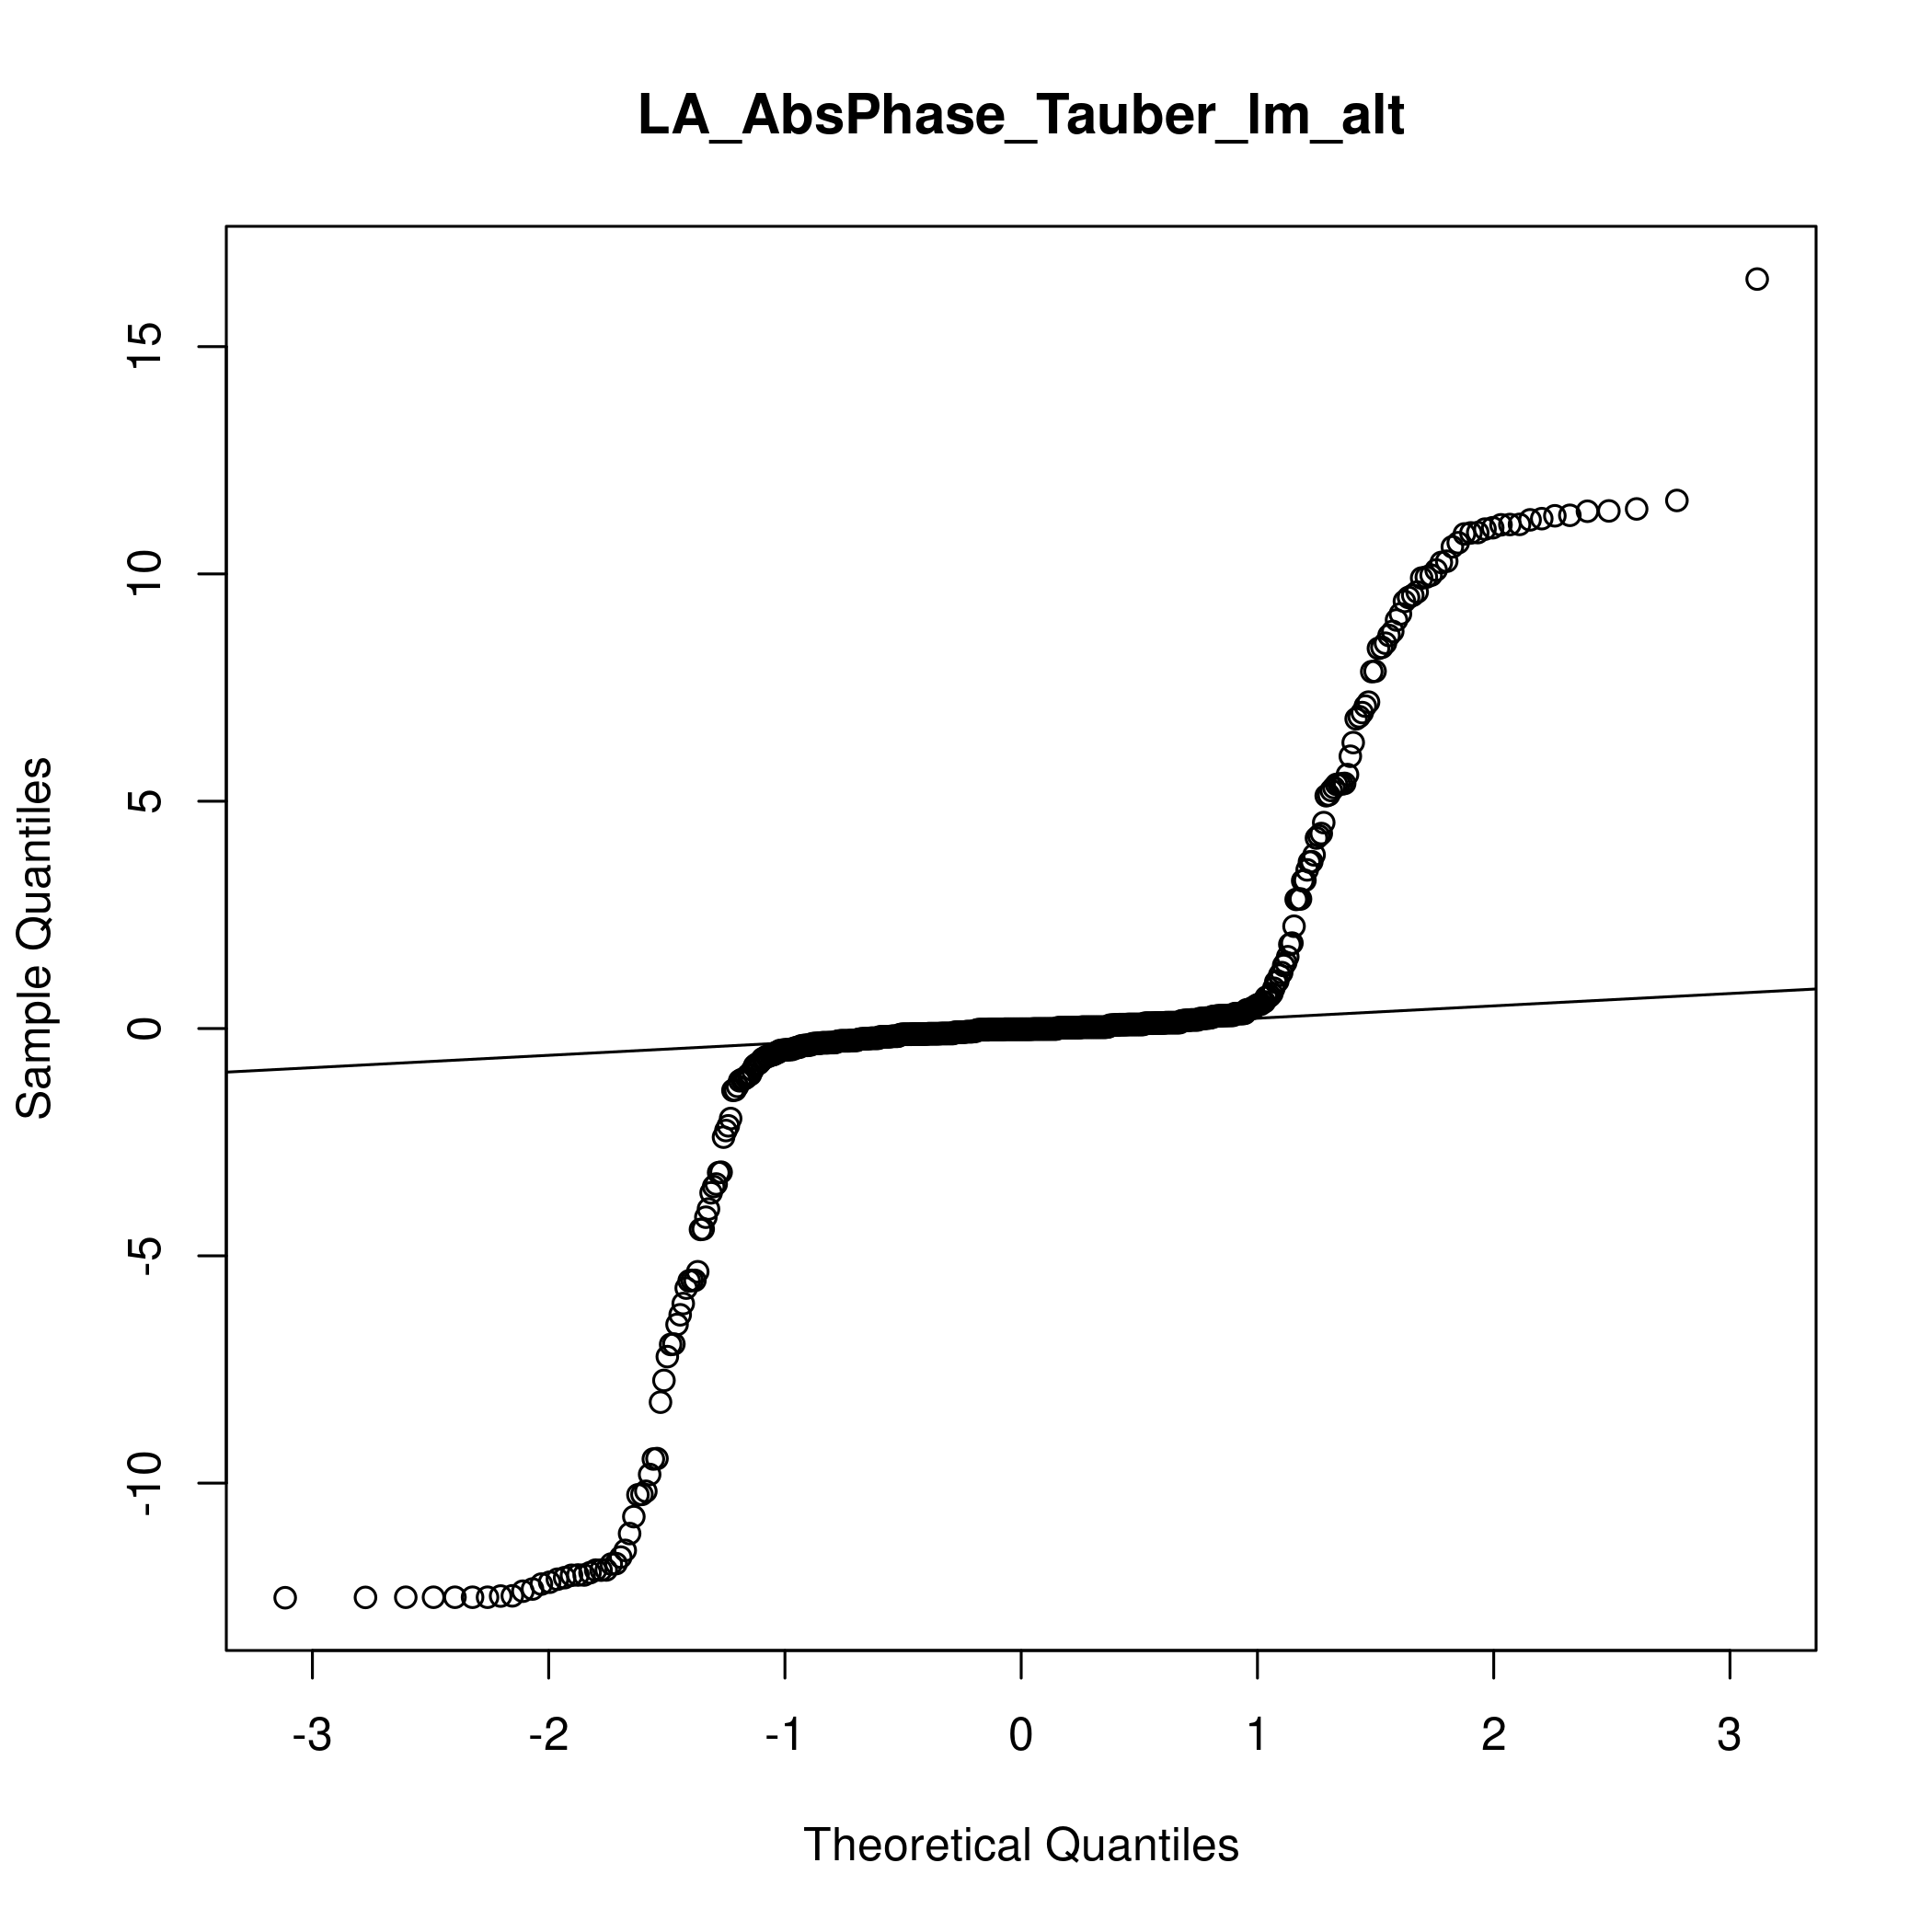 LA_AbsPhase_Tauber_lm_alt
Sample Quantiles
15
10
5
0
-5
-10
-3 -2 -1 0 1 2 3
Theoretical Quantiles